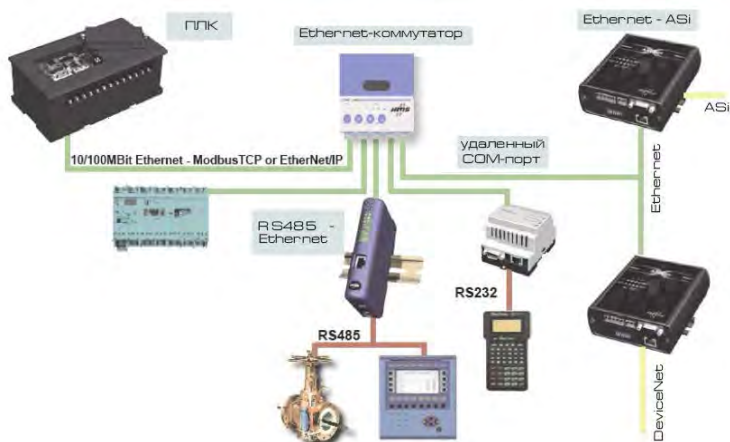 ПЛК
Ethernet-коммутатор
Ethernet - ASi
ASi
10/100MBit Ethernet - ModbusTCP or EtherNet/IP
удаленный
COM-порт
Ethernet
RS485 -
Ethernet
RS232
RS485
DeviceNet